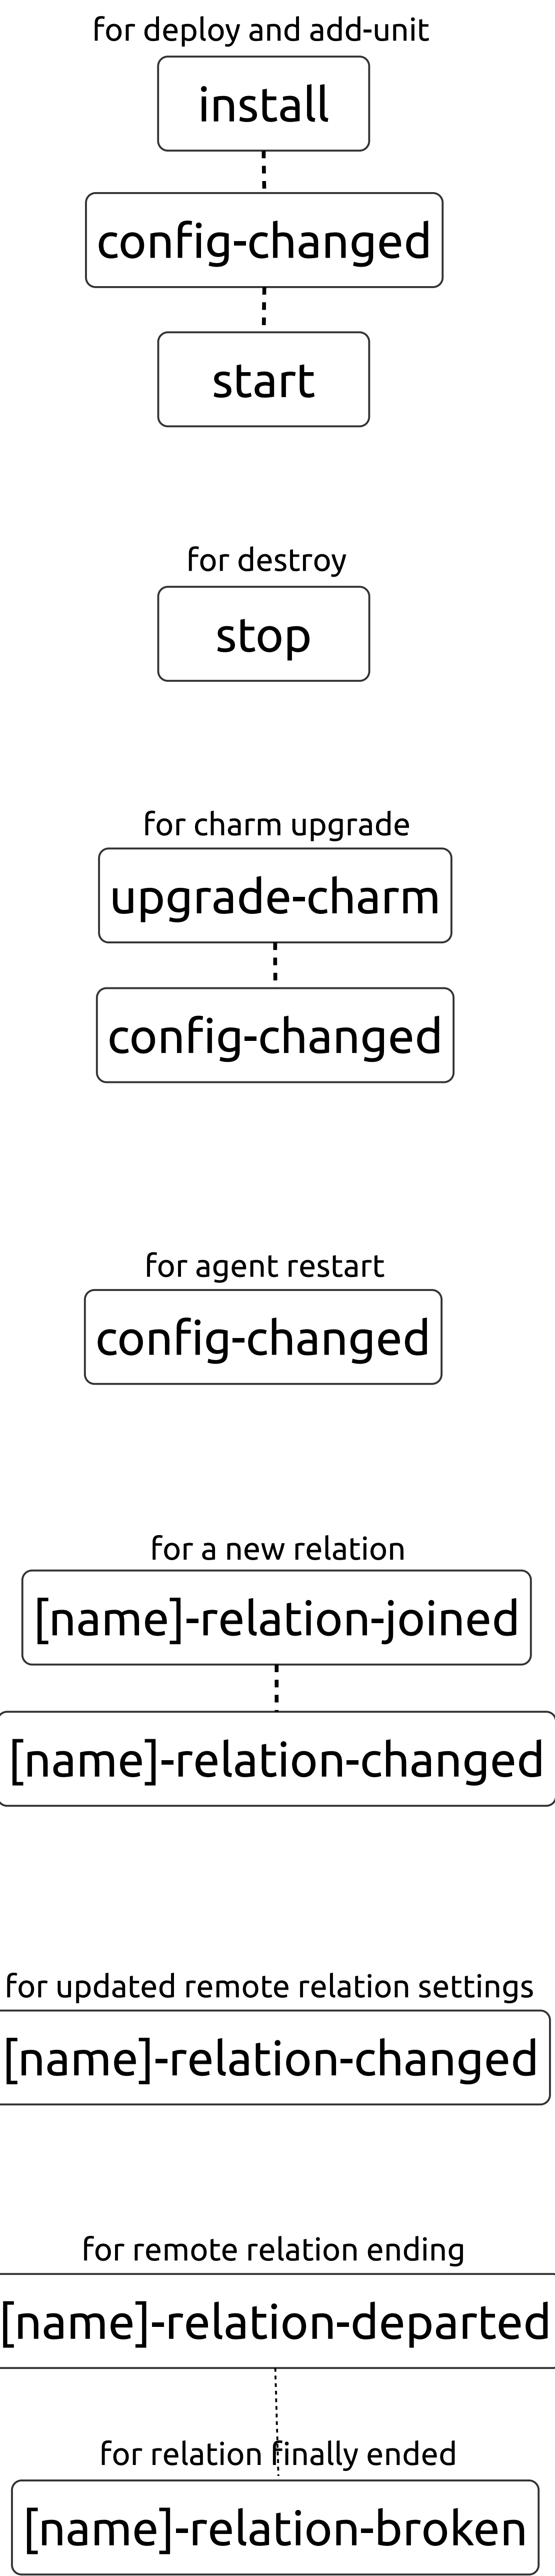 for deploy and add-unit
install
config-changed
start
for destroy
stop
for charm upgrade
upgrade-charm
config-changed
for agent restart
config-changed
for a new relation
[name]-relation-joined
[name]-relation-changed
for updated remote relation settings
[name]-relation-changed
for remote relation ending
[name]-relation-departed
for relation finally ended
[name]-relation-broken